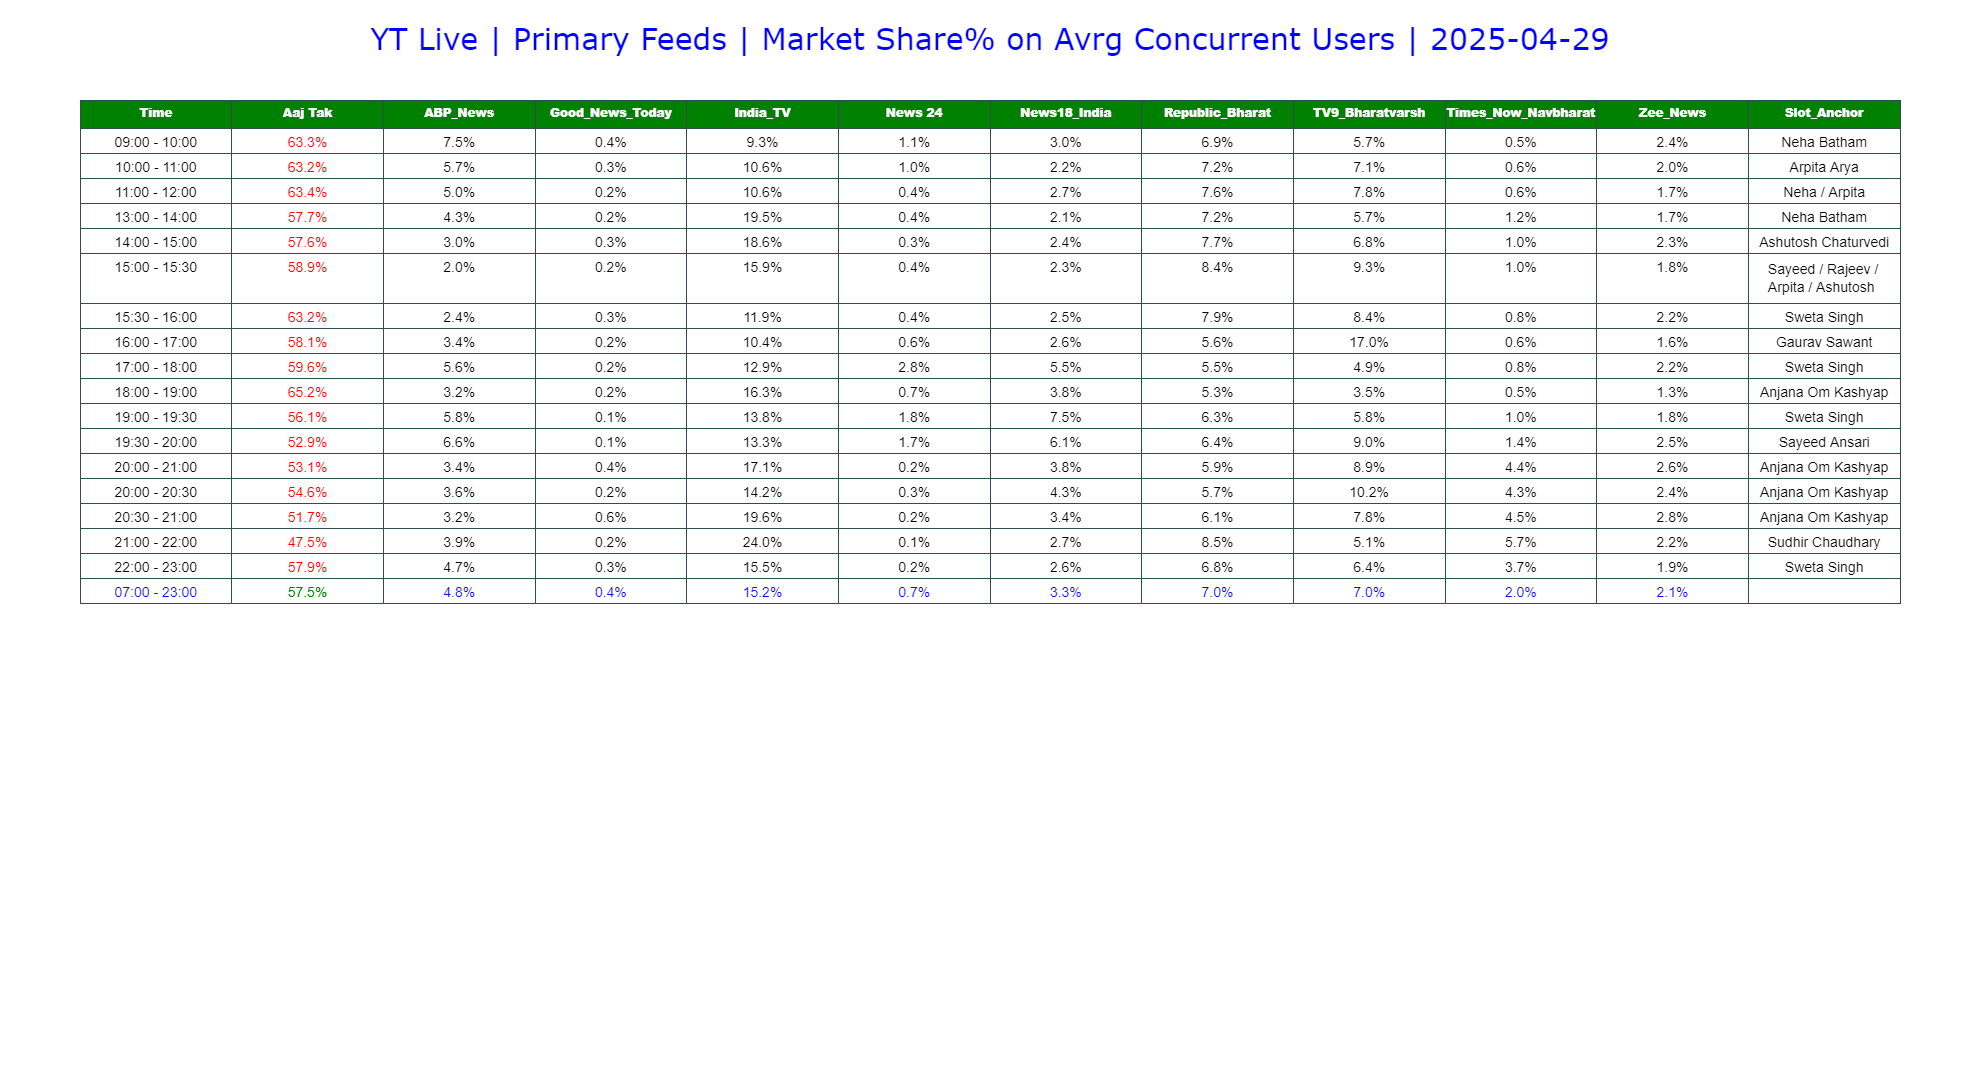 YT Live | Primary Feeds | Market Share% on Avrg Concurrent Users | 2025-04-29
Time Aaj Tak ABP_News Good_News_Today India_TV News 24 News18_India Republic_Bharat TV9_Bharatvarsh Times_Now_Navbharat Zee_News Slot_Anchor
09:00 - 10:00 63.3% 7.5% 0.4% 9.3% 1.1% 3.0% 6.9% 5.7% 0.5% 2.4% Neha Batham
10:00 - 11:00 63.2% 5.7% 0.3% 10.6% 1.0% 2.2% 7.2% 7.1% 0.6% 2.0% Arpita Arya
11:00 - 12:00 63.4% 5.0% 0.2% 10.6% 0.4% 2.7% 7.6% 7.8% 0.6% 1.7% Neha / Arpita
13:00 - 14:00 57.7% 4.3% 0.2% 19.5% 0.4% 2.1% 7.2% 5.7% 1.2% 1.7% Neha Batham
14:00 - 15:00 57.6% 3.0% 0.3% 18.6% 0.3% 2.4% 7.7% 6.8% 1.0% 2.3% Ashutosh Chaturvedi
15:00 - 15:30 58.9% 2.0% 0.2% 15.9% 0.4% 2.3% 8.4% 9.3% 1.0% 1.8% Sayeed / Rajeev /
Arpita / Ashutosh
15:30 - 16:00 63.2% 2.4% 0.3% 11.9% 0.4% 2.5% 7.9% 8.4% 0.8% 2.2% Sweta Singh
16:00 - 17:00 58.1% 3.4% 0.2% 10.4% 0.6% 2.6% 5.6% 17.0% 0.6% 1.6% Gaurav Sawant
17:00 - 18:00 59.6% 5.6% 0.2% 12.9% 2.8% 5.5% 5.5% 4.9% 0.8% 2.2% Sweta Singh
18:00 - 19:00 65.2% 3.2% 0.2% 16.3% 0.7% 3.8% 5.3% 3.5% 0.5% 1.3% Anjana Om Kashyap
19:00 - 19:30 56.1% 5.8% 0.1% 13.8% 1.8% 7.5% 6.3% 5.8% 1.0% 1.8% Sweta Singh
19:30 - 20:00 52.9% 6.6% 0.1% 13.3% 1.7% 6.1% 6.4% 9.0% 1.4% 2.5% Sayeed Ansari
20:00 - 21:00 53.1% 3.4% 0.4% 17.1% 0.2% 3.8% 5.9% 8.9% 4.4% 2.6% Anjana Om Kashyap
20:00 - 20:30 54.6% 3.6% 0.2% 14.2% 0.3% 4.3% 5.7% 10.2% 4.3% 2.4% Anjana Om Kashyap
20:30 - 21:00 51.7% 3.2% 0.6% 19.6% 0.2% 3.4% 6.1% 7.8% 4.5% 2.8% Anjana Om Kashyap
21:00 - 22:00 47.5% 3.9% 0.2% 24.0% 0.1% 2.7% 8.5% 5.1% 5.7% 2.2% Sudhir Chaudhary
22:00 - 23:00 57.9% 4.7% 0.3% 15.5% 0.2% 2.6% 6.8% 6.4% 3.7% 1.9% Sweta Singh
07:00 - 23:00 57.5% 4.8% 0.4% 15.2% 0.7% 3.3% 7.0% 7.0% 2.0% 2.1%